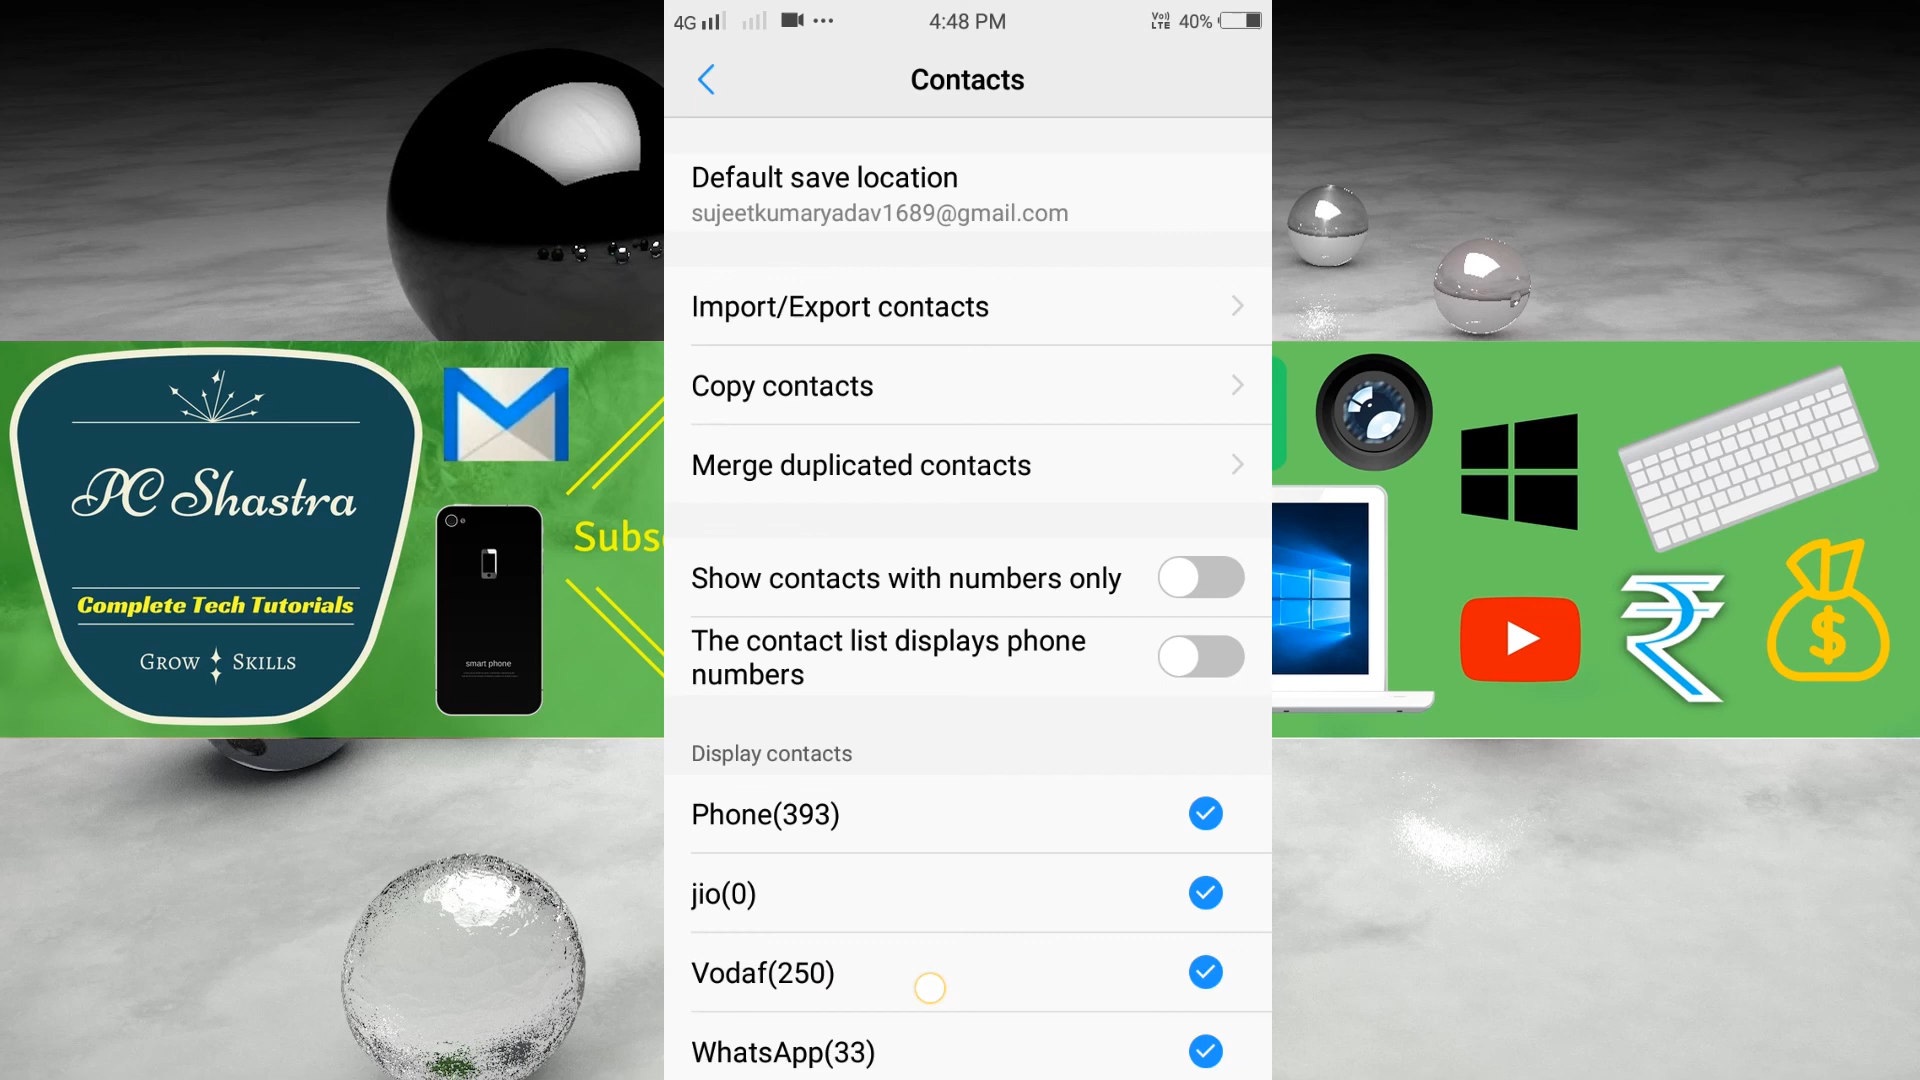 4G
4:48 PM
Vo)
LTE
40%
Contacts
Default save location
sujeetkumaryadav1689@gmail.com
Import/Export contacts
Copy contacts
Merge duplicated contacts
Show contacts with numbers only
The contact list displays phone
numbers
Display contacts
Phone(393)
jio(0)
Vodaf(250)
WhatsApp(33)
PC Shastra
Complete Tech Tutorials
GROW SKILLS
smart phone
Subs